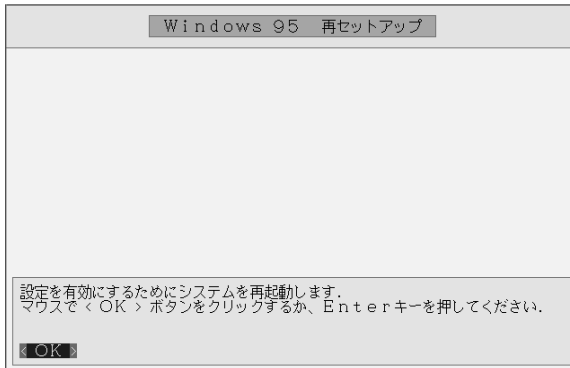 Ｗｉｎｄｏｗｓ ９５　再セットアップ
設定を有効にするためにシステムを再起動します．
マウスで＜ＯＫ＞ボタンをクリックするか、Ｅｎｔｅｒキーを押してください．
＜ＯＫ＞